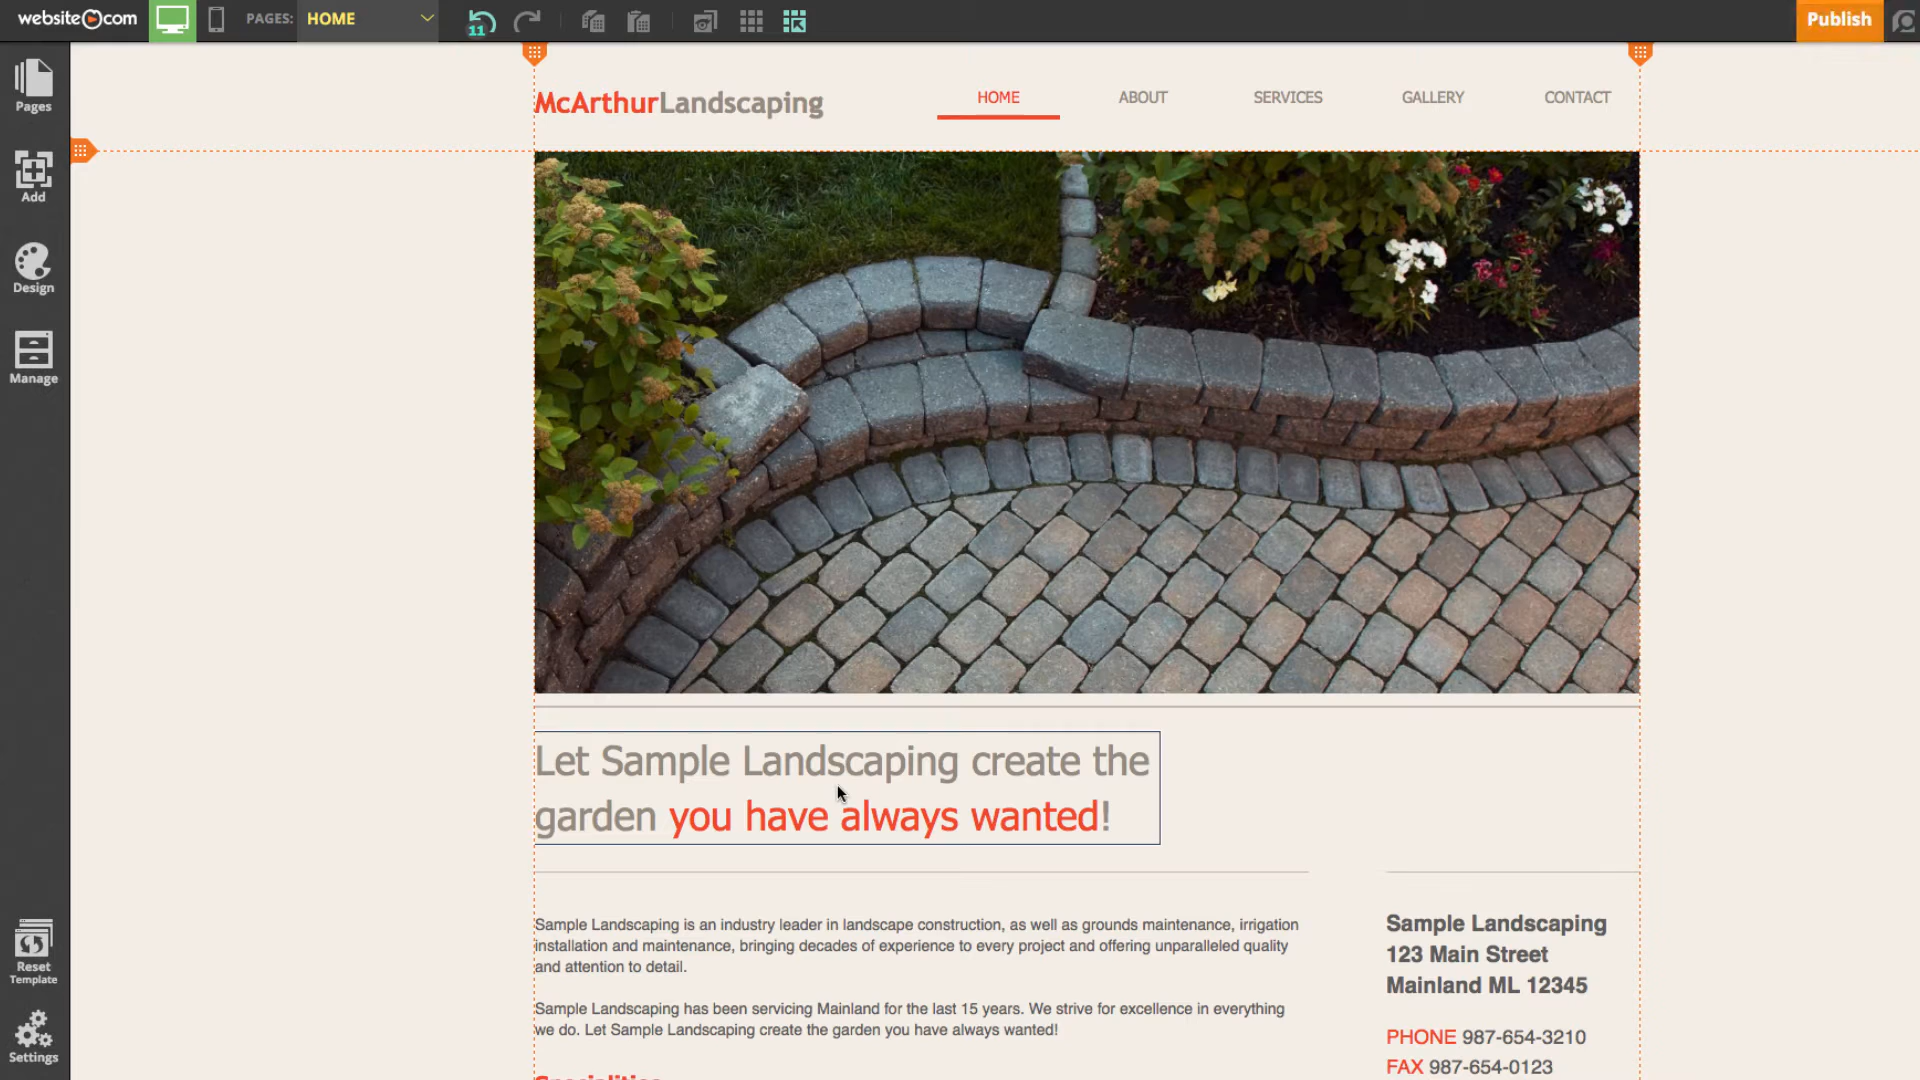 website.com
PAGES: HOME
11
Publish
Pages
Add
Design
Manage
Reset
Template
Settings
McArthurLandscaping
HOME ABOUT SERVICES GALLERY CONTACT
Let Sample Landscaping create the
garden you have always wanted!
Sample Landscaping is an industry leader in landscape construction, as well as grounds maintenance, irrigation
installation and maintenance, bringing decades of experience to every project and offering unparalleled quality
and attention to detail.
Sample Landscaping has been servicing Mainland for the last 15 years. We strive for excellence in everything
we do. Let Sample Landscaping create the garden you have always wanted!
Specialities
Sample Landscaping
123 Main Street
Mainland ML 12345
PHONE 987-654-3210
FAX 987-654-0123